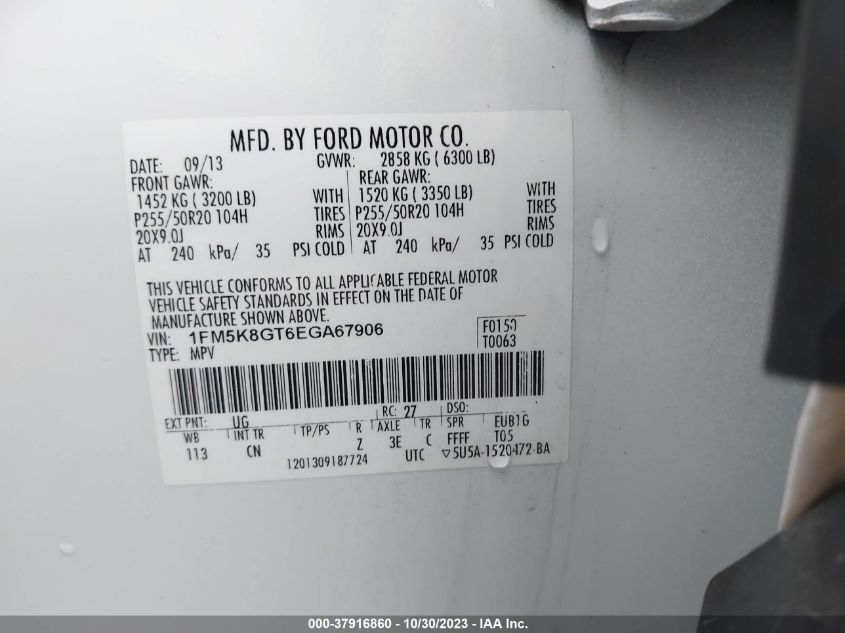 MFD. BY FORD MOTOR CO.
DATE: 09/13 GVWR: 2858 KG ( 6300 LB)
FRONT GAWR: REAR GAWR:
1452 KG ( 3200 LB) WITH 1520 KG ( 3350 LB) WITH
P255/50R20 104H TIRES P255/50R20 104H TIRES
20X9.0J RIMS 20X9.0J RIMS
AT 240 kPa/ 35 PSI COLD AT 240 kPa/ 35 PSI COLD
THIS VEHICLE CONFORMS TO ALL APPLICABLE FEDERAL MOTOR
VEHICLE SAFETY STANDARDS IN EFFECT ON THE DATE OF
MANUFACTURE SHOWN ABOVE.
VIN: 1FM5K8GT6EGA67906 F0150
TYPE: MPV T0063
EXT PNT: UG RC: 27 DSO:
WB INT TR TP/PS R AXLE TR SPR EUB1G
113 CN Z 3E C FFFF T05
1201309187724 UTC ▽5U5A-1520472-BA
000-37916860 - 10/30/2023 - IAA Inc.